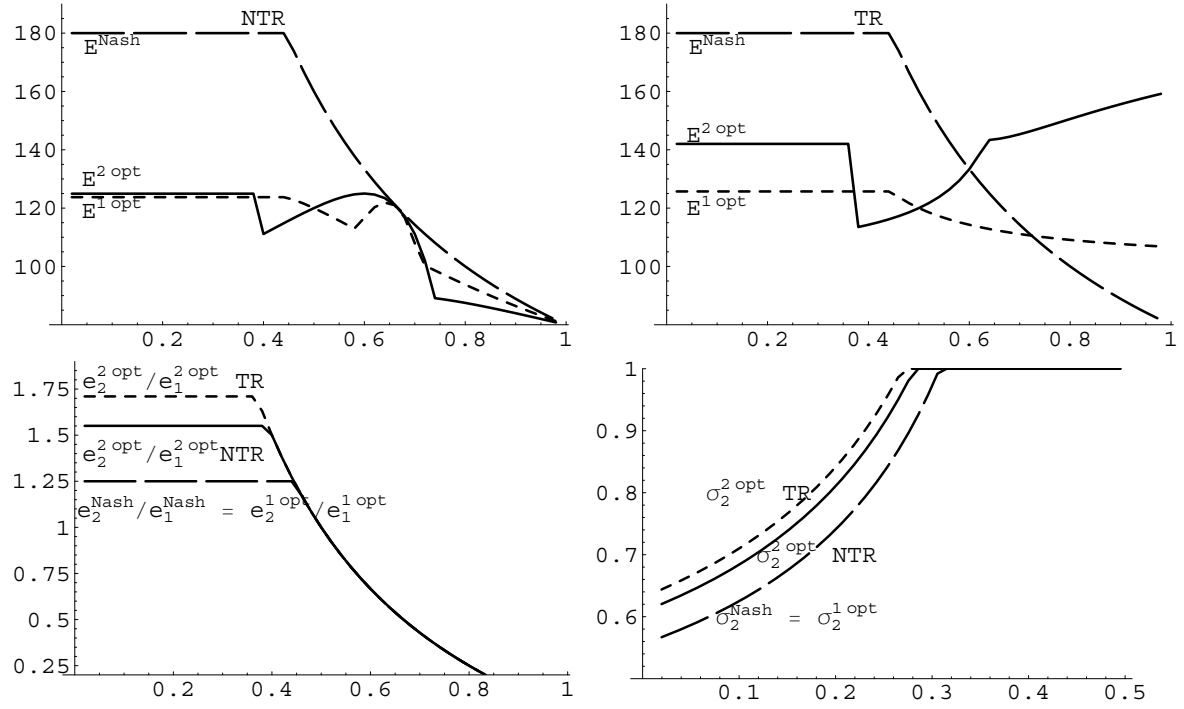 NTR
180
E^Nash
160
140
E^2 opt
120
E^1 opt
100
0.2 0.4 0.6 0.8 1
TR
180
E^Nash
160
140
E^2 opt
120
E^1 opt
100
0.2 0.4 0.6 0.8 1
e_2^2 opt/e_1^2 opt TR
1.75
1.5
e_2^2 opt/e_1^2 opt NTR
1.25
e_2^Nash/e_1^Nash = e_2^1 opt/e_1^1 opt
1
0.75
0.5
0.25
0.2 0.4 0.6 0.8 1
1
0.9
0.8
σ_2^2 opt TR
0.7
σ_2^2 opt NTR
0.6
σ_2^Nash = σ_2^1 opt
0.1 0.2 0.3 0.4 0.5